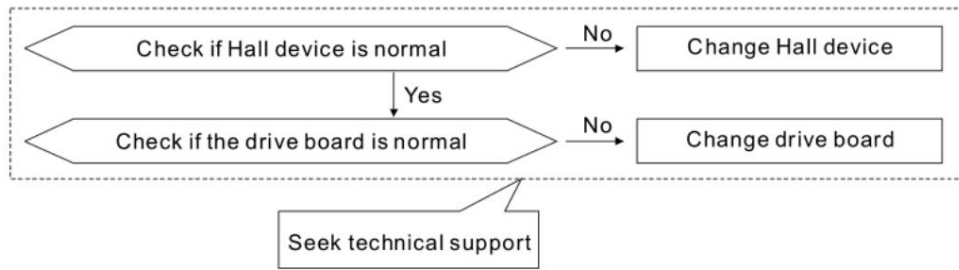 Check if Hall device is normal
No
Change Hall device
Yes
Check if the drive board is normal
No
Change drive board
Seek technical support